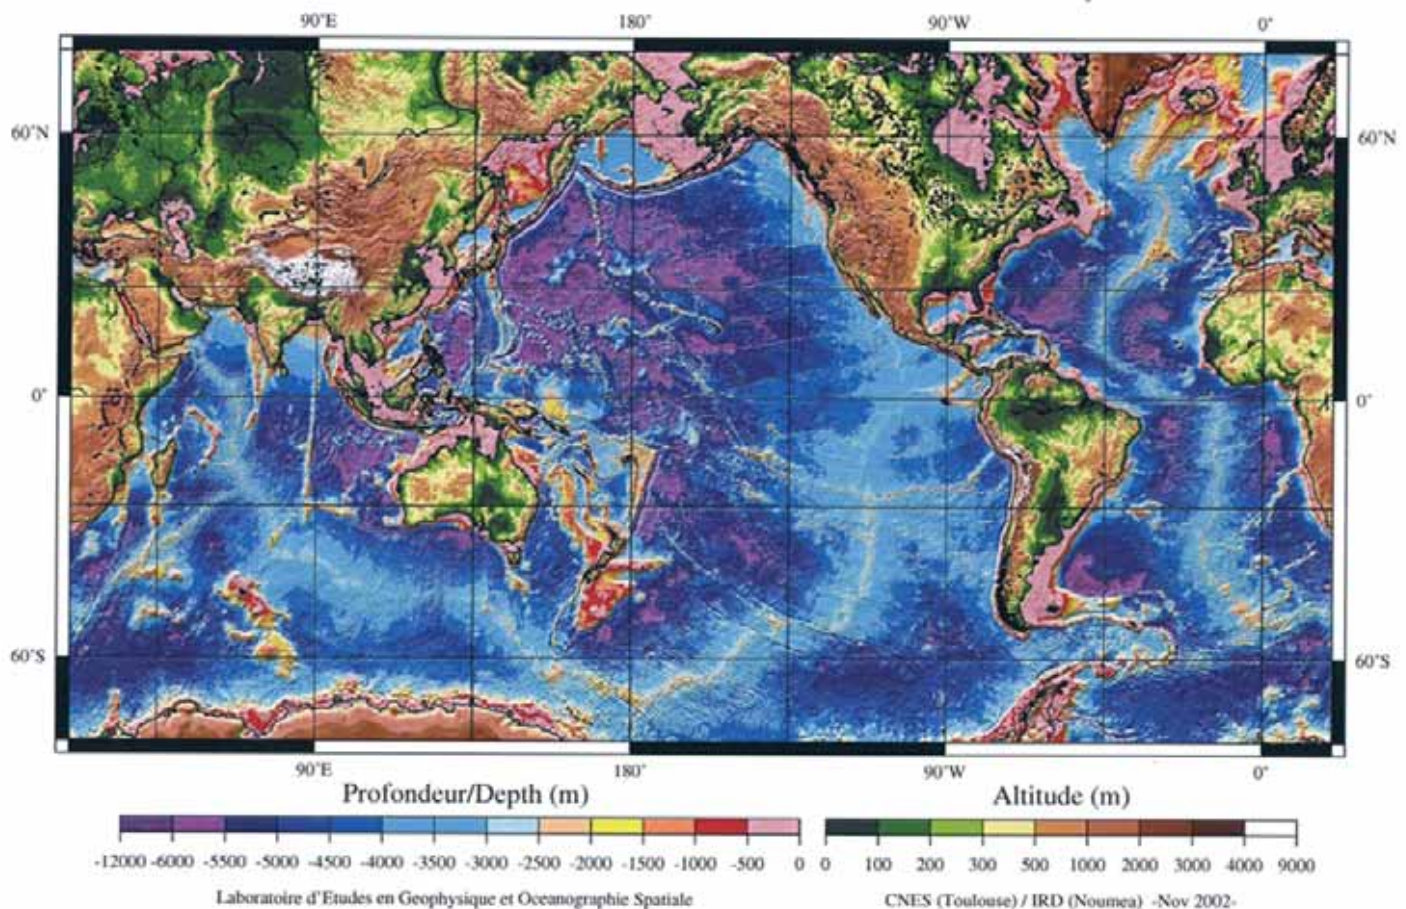 90°E 180° 90°W 0°
60°N 60°N
0° 0°
60°S 60°S
90°E 180° 90°W 0°
Profondeur/Depth (m) Altitude (m)
-12000 -6000 -5500 -5000 -4500 -4000 -3500 -3000 -2500 -2000 -1500 -1000 -500 0 0 100 200 300 500 1000 2000 3000 4000 9000
Laboratoire d'Etudes en Geophysique et Oceanographie Spatiale CNES (Toulouse) / IRD (Noumea) -Nov 2002-